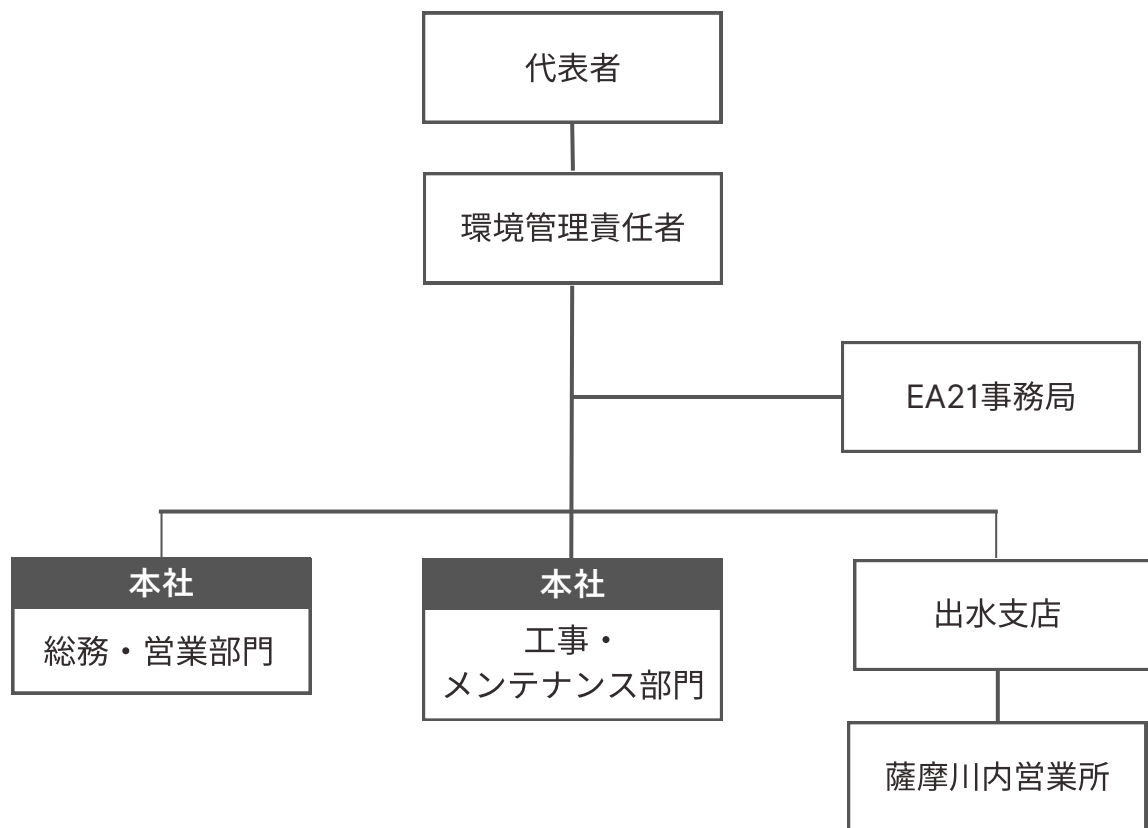 代表者
環境管理責任者
EA21事務局
本社
総務・営業部門
本社
工事・
メンテナンス部門
出水支店
薩摩川内営業所